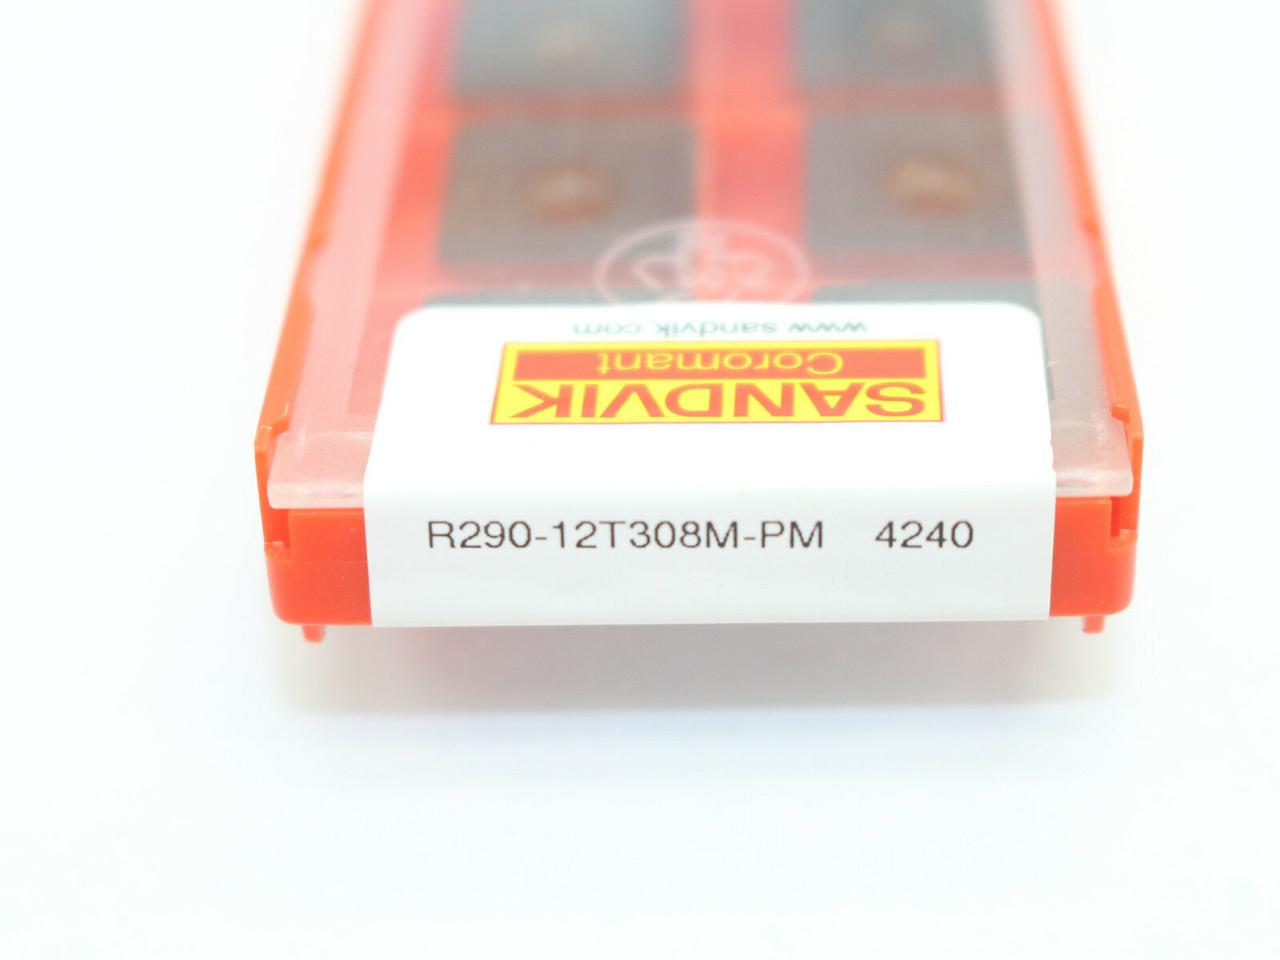 www.sandvik.com
Coromant
SANDVIK
R290-12T308M-PM 4240